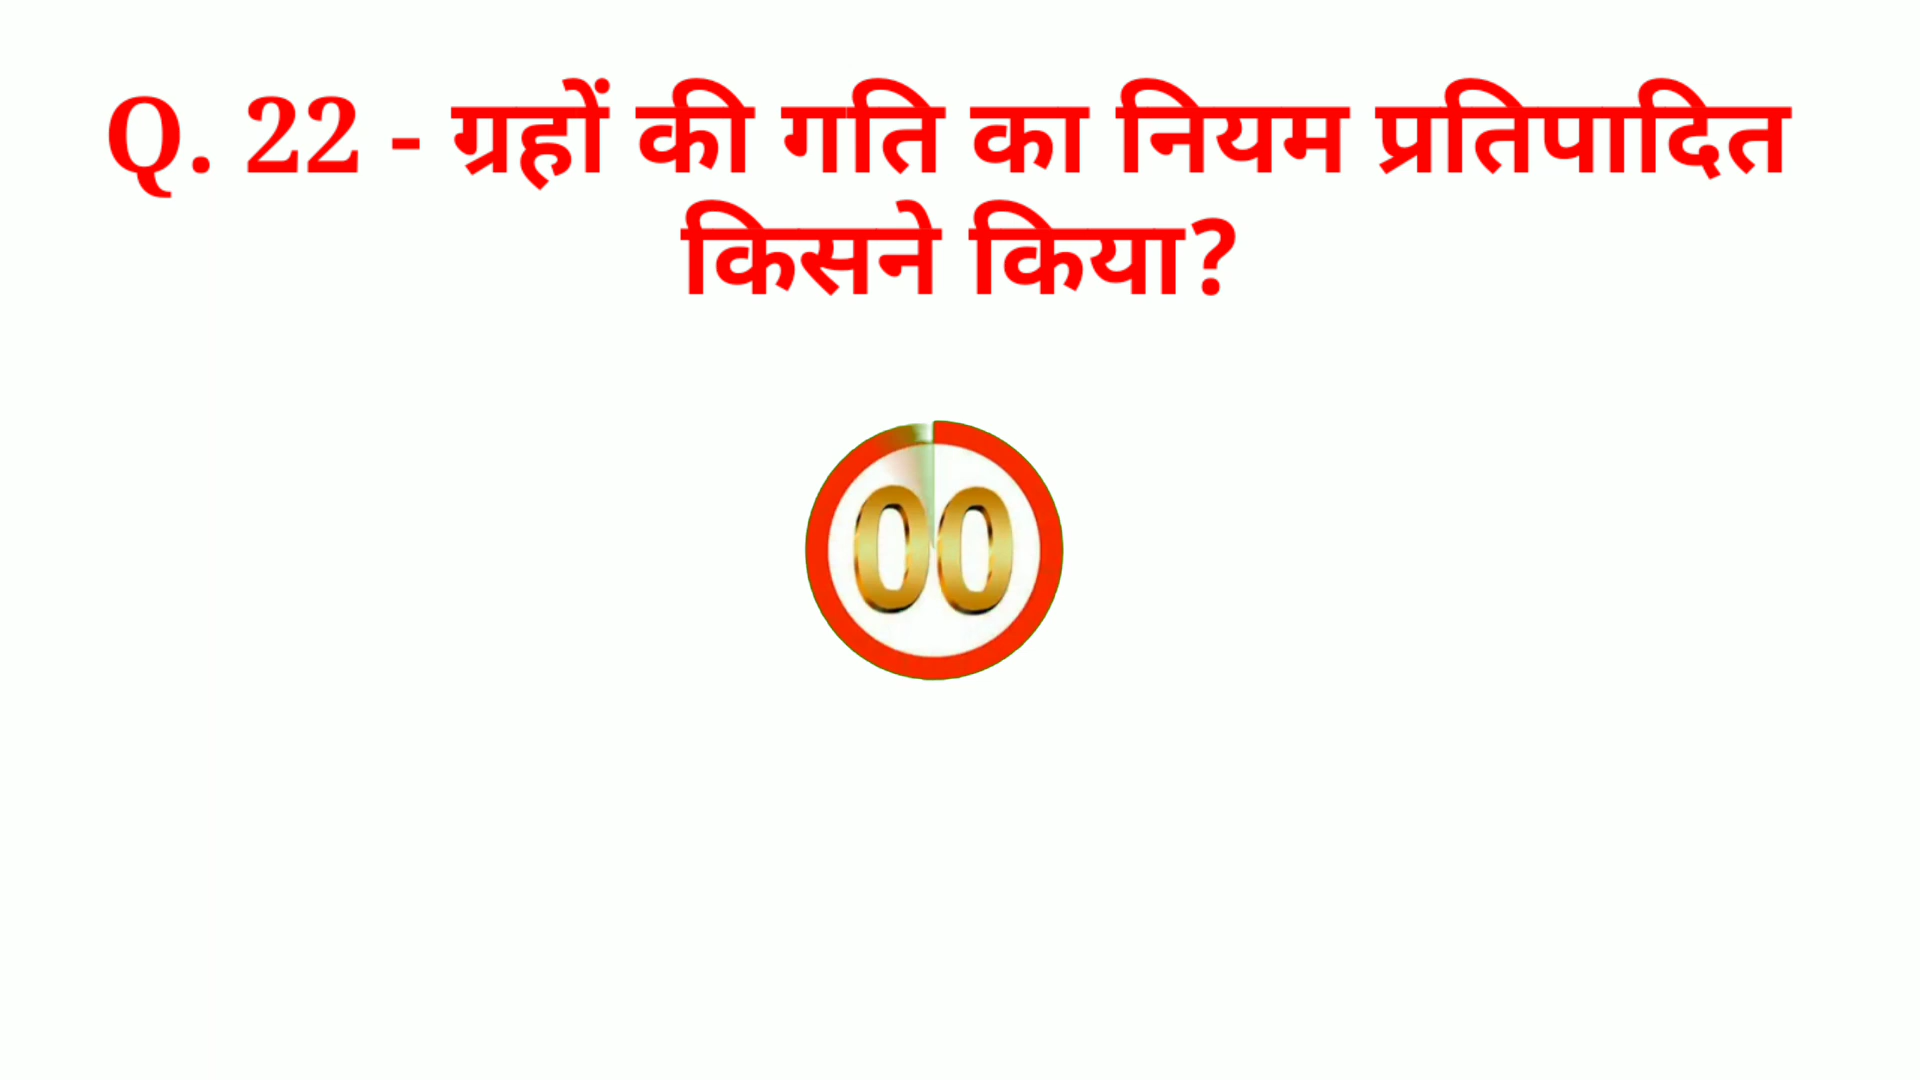 Q. 22 - ग्रहों की गति का नियम प्रतिपादित
किसने किया?
00